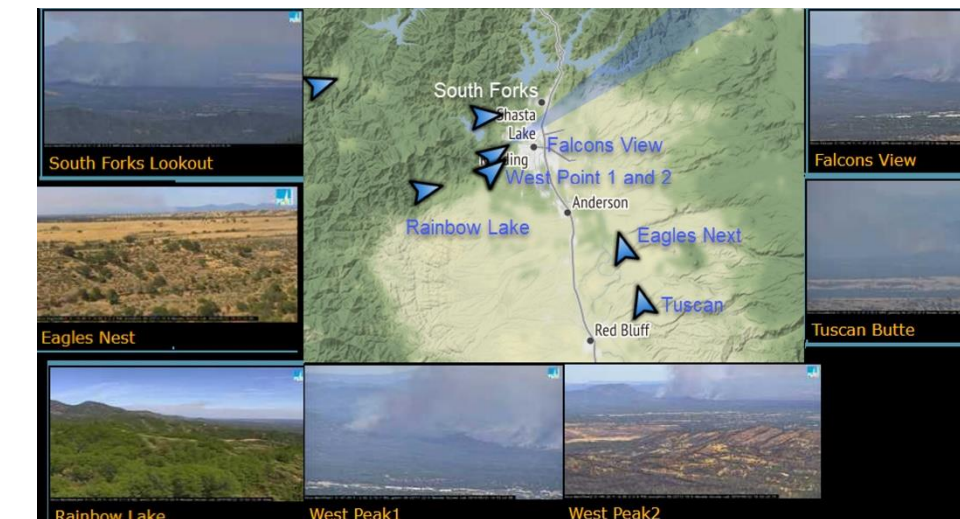 South Forks Lookout
Eagles Nest
Rainbow Lake
South Forks
Shasta
Lake
Falcons View
West Point 1 and 2
Anderson
Rainbow Lake
Eagles Next
Tuscan
Red Bluff
West Peak1
West Peak2
Falcons View
Tuscan Butte